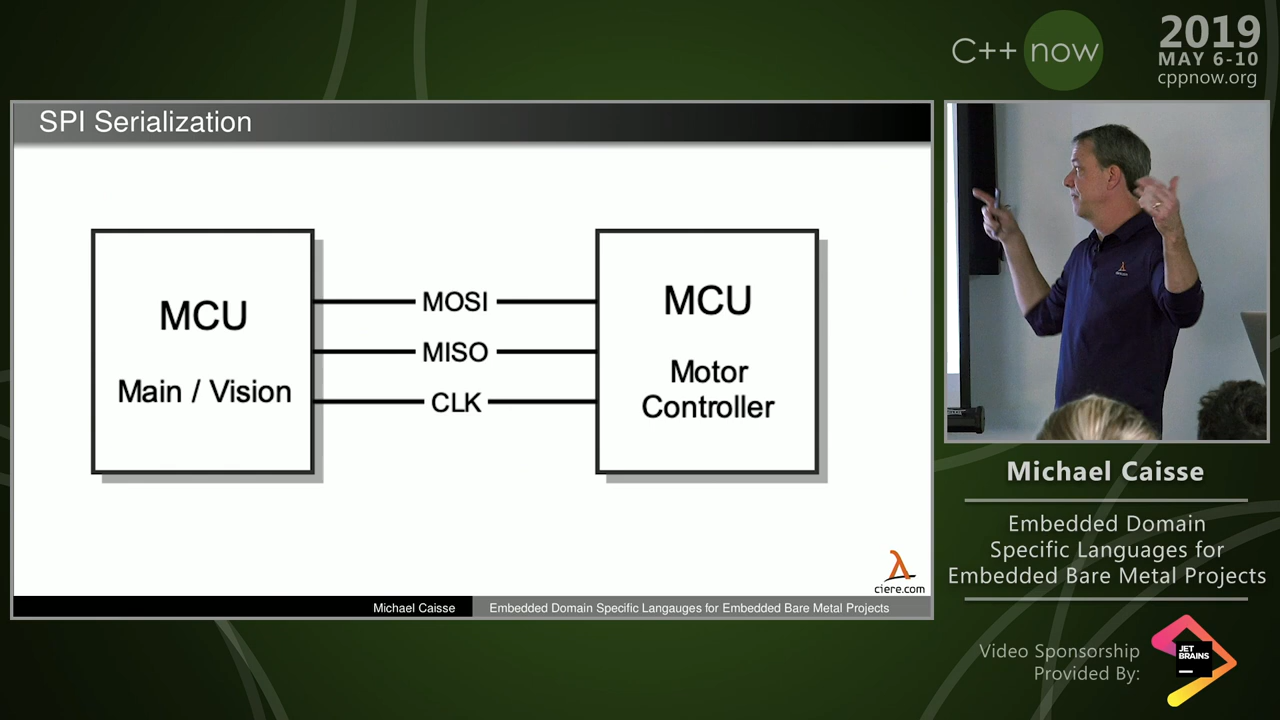 C++ now
2019
MAY 6-10
cppnow.org
SPI Serialization
MCU
Main / Vision
MOSI
MISO
CLK
MCU
Motor
Controller
ciere.com
Michael Caisse
Embedded Domain Specific Langauges for Embedded Bare Metal Projects
Michael Caisse
Embedded Domain
Specific Languages for
Embedded Bare Metal Projects
Video Sponsorship
Provided By:
JET
BRAINS